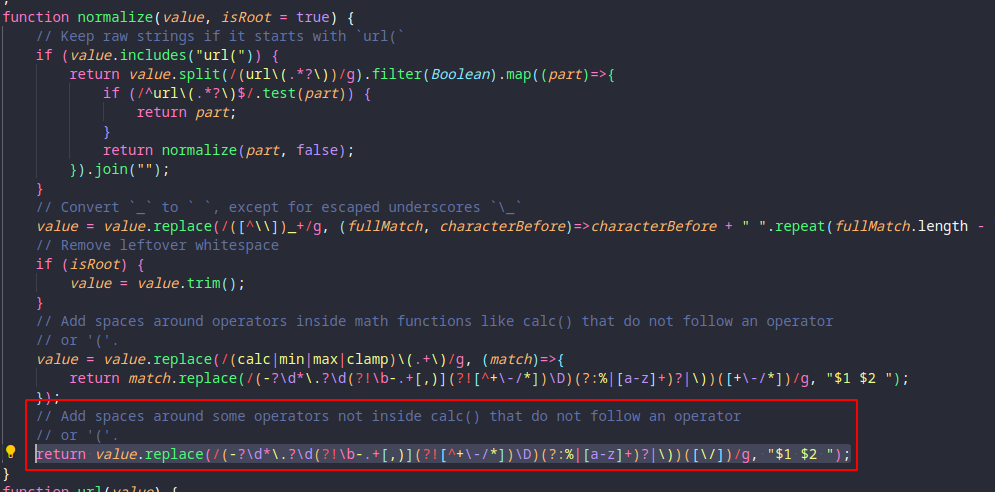 function normalize(value, isRoot = true) {
// Keep raw strings if it starts with `url(`
if (value.includes("url(")) {
return value.split(/(url\(.*?\))/g).filter(Boolean).map((part)=>{
if (/^url\(.*?\)$/.test(part)) {
return part;
}
return normalize(part, false);
}).join("");
}
// Convert `_` to ` `, except for escaped underscores `\_`
value = value.replace(/([^\\])_+/g, (fullMatch, characterBefore)=>characterBefore + " ".repeat(fullMatch.length -
// Remove leftover whitespace
if (isRoot) {
value = value.trim();
}
// Add spaces around operators inside math functions like calc() that do not follow an operator
// or '('.
value = value.replace(/(calc|min|max|clamp)\(.+\)/g, (match)=>{
return match.replace(/(-?\d*\.?\d(?!\b-.+[,)](?![^+\-/*])\D)(?:%|[a-z]+)?|\))([+\-/*])/g, "$1 $2 ");
});
// Add spaces around some operators not inside calc() that do not follow an operator
// or '('.
return value.replace(/(-?\d*\.?\d(?!\b-.+[,)](?![^+\-/*])\D)(?:%|[a-z]+)?|\))([\/])/g, "$1 $2 ");
}
function url(value) {